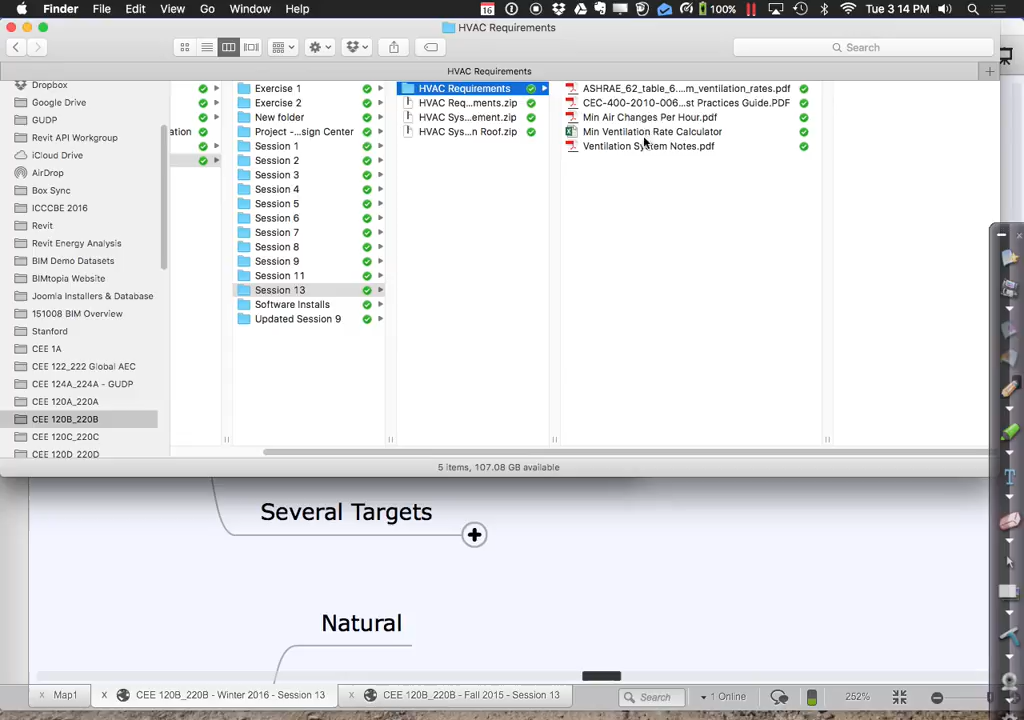 Finder File Edit View Go Window Help 16 100% Tue 3:14 PM
HVAC Requirements
Search
HVAC Requirements
Dropbox
Google Drive
GUDP
Revit API Workgroup
iCloud Drive
AirDrop
Box Sync
ICCCBE 2016
Revit
Revit Energy Analysis
BIM Demo Datasets
BIMtopia Website
Joomla Installers & Database
151008 BIM Overview
Stanford
CEE 1A
CEE 122_222 Global AEC
CEE 124A_224A - GUDP
CEE 120A_220A
CEE 120B_220B
CEE 120C_220C
CEE 120D_220D
ation
Exercise 1
Exercise 2
New folder
Project -...sign Center
Session 1
Session 2
Session 3
Session 4
Session 5
Session 6
Session 7
Session 8
Session 9
Session 11
Session 13
Software Installs
Updated Session 9
HVAC Requirements
HVAC Req...ments.zip
HVAC Sys...ement.zip
HVAC Sys...n Roof.zip
ASHRAE_62_table_6....m_ventilation_rates.pdf
CEC-400-2010-006...st Practices Guide.PDF
Min Air Changes Per Hour.pdf
Min Ventilation Rate Calculator
Ventilation System Notes.pdf
5 items, 107.08 GB available
Several Targets
Natural
Map1
CEE 120B_220B - Winter 2016 - Session 13
CEE 120B_220B - Fall 2015 - Session 13
Search
1 Online
252%